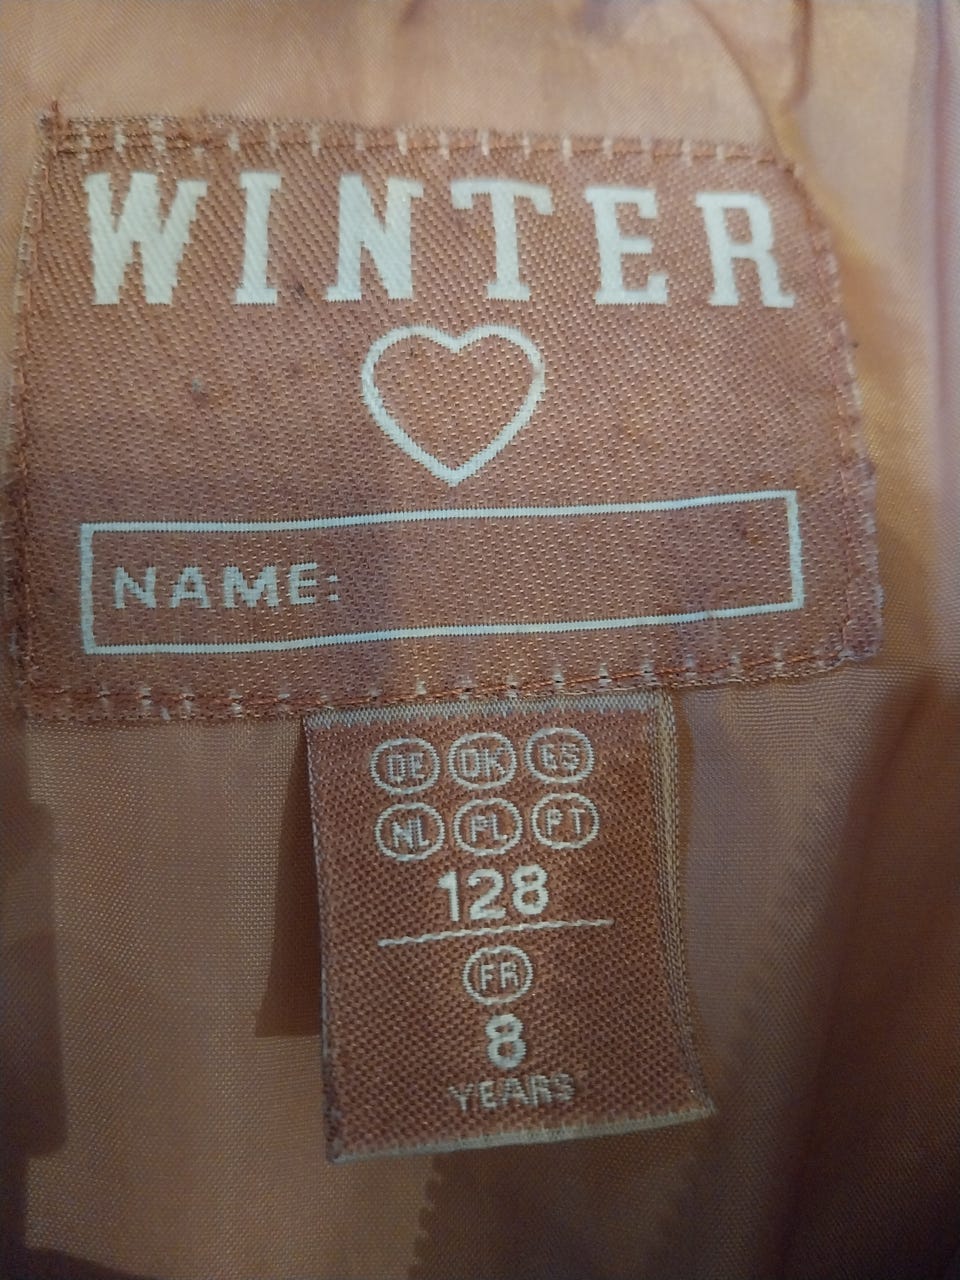 WINTER
NAME:
DE DK ES
NL PL PT
128
FR
8
YEARS